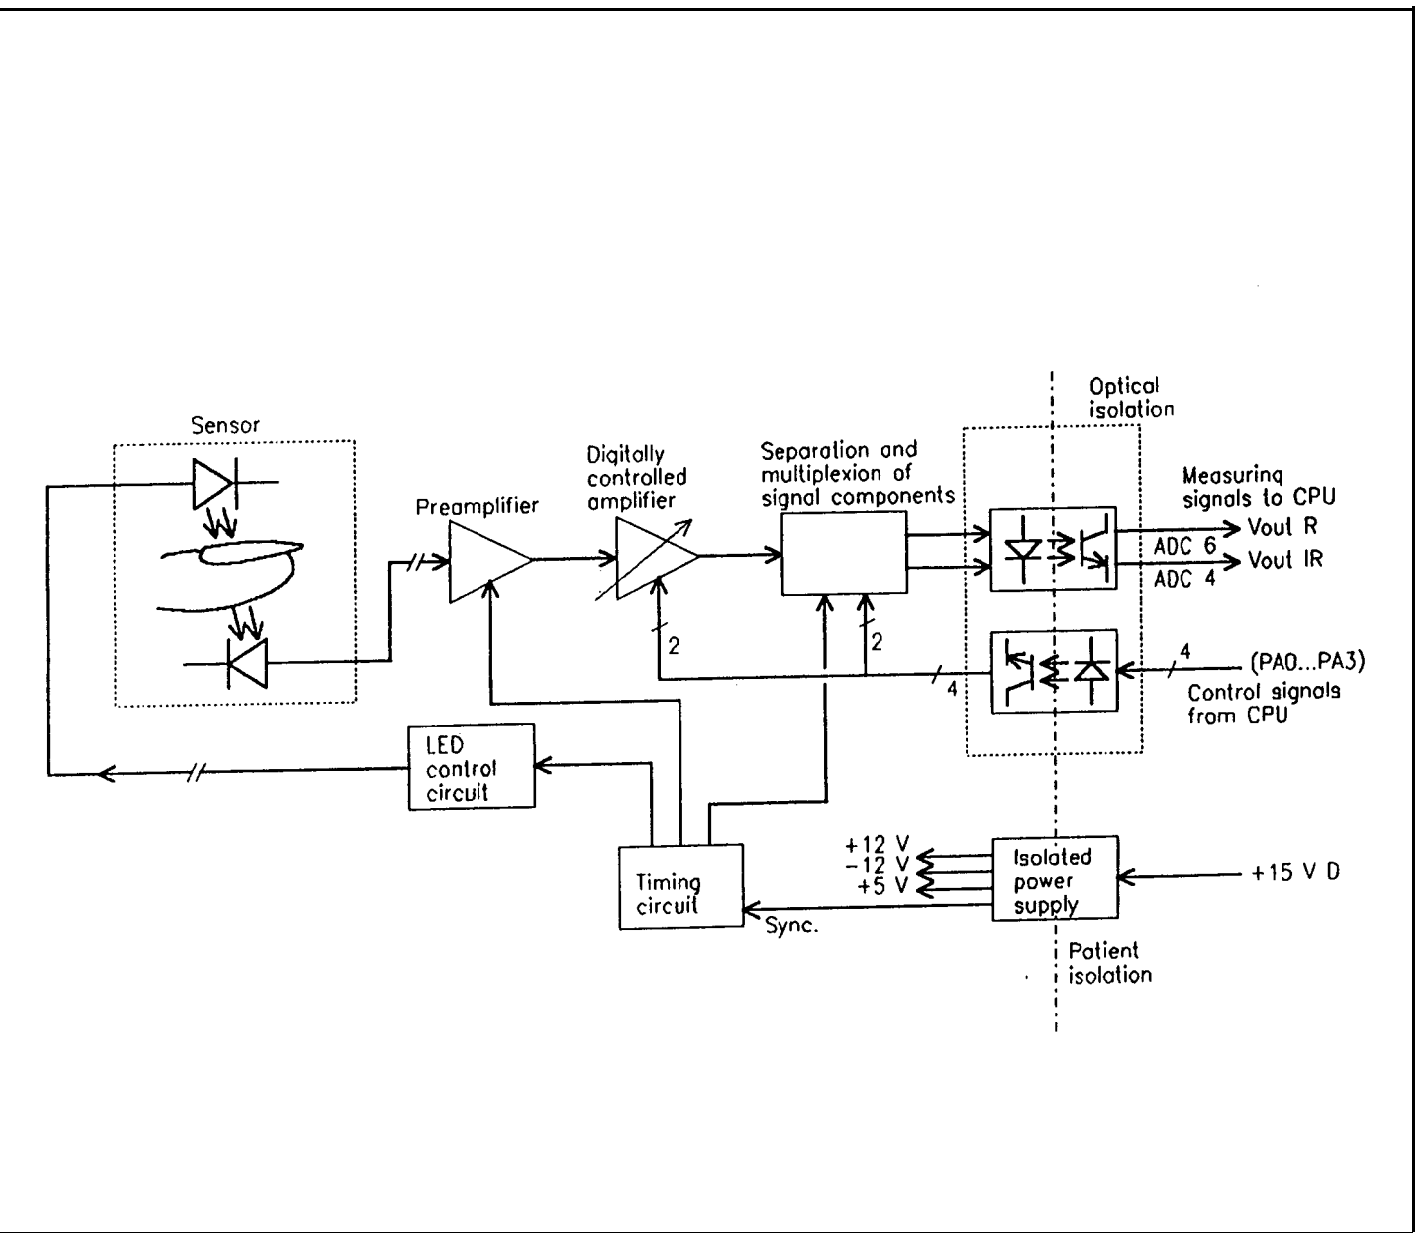 Optical
isolation
Sensor
Digitally
controlled
amplifier
Separation and
multiplexion of
signal components
Measuring
signals to CPU
Preamplifier
Vout R
ADC 6
Vout IR
ADC 4
2
2
4
4
(PA0...PA3)
Control signals
from CPU
LED
control
circuit
+12 V
-12 V
+5 V
Isolated
power
supply
+15 V D
Timing
circuit
Sync.
Patient
isolation